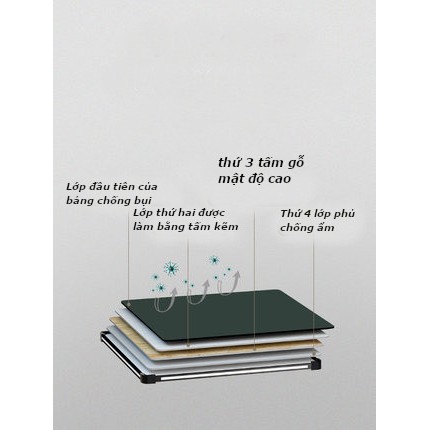 thứ 3 tấm gỗ
mật độ cao
Lớp đầu tiên của
bảng chống bụi
Lớp thứ hai được
làm bằng tấm kẽm
Thứ 4 lớp phủ
chống ẩm